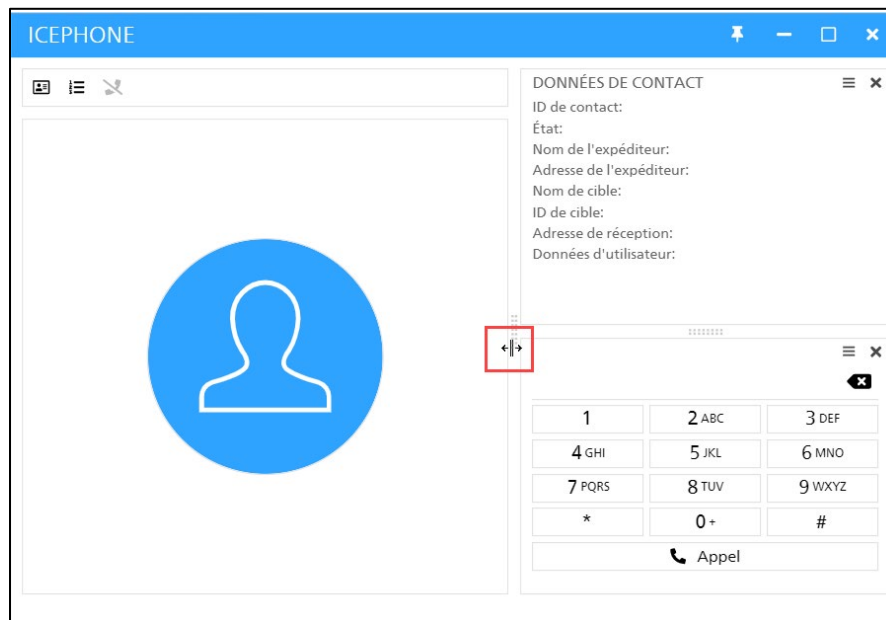 ICEPHONE
DONNÉES DE CONTACT
ID de contact:
État:
Nom de l'expéditeur:
Adresse de l'expéditeur:
Nom de cible:
ID de cible:
Adresse de réception:
Données d'utilisateur:
1 2 ABC 3 DEF
4 GHI 5 JKL 6 MNO
7 PQRS 8 TUV 9 WXYZ
* 0 + #
Appel